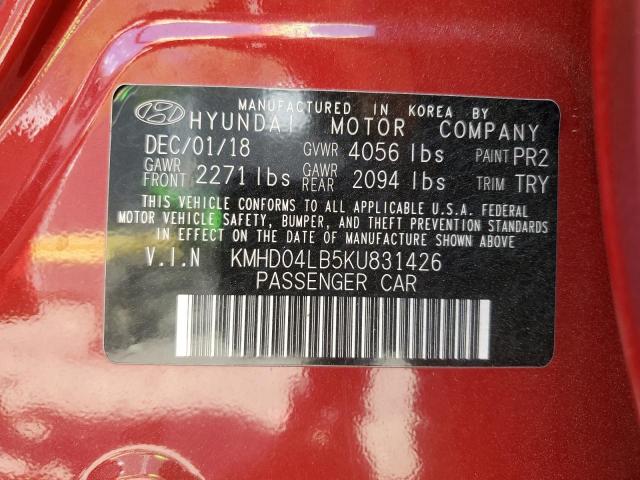 MANUFACTURED IN KOREA BY
HYUNDAI MOTOR COMPANY
DEC/01/18 GVWR 4056 lbs PAINT PR2
GAWR FRONT 2271 lbs GAWR REAR 2094 lbs TRIM TRY
THIS VEHICLE CONFORMS TO ALL APPLICABLE U.S.A. FEDERAL
MOTOR VEHICLE SAFETY, BUMPER, AND THEFT PREVENTION STANDARDS
IN EFFECT ON THE DATE OF MANUFACTURE SHOWN ABOVE.
V.I.N KMHD04LB5KU831426
PASSENGER CAR